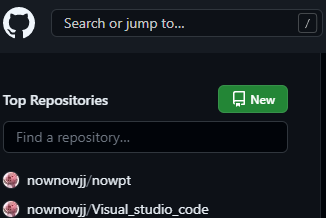 Search or jump to... /
Top Repositories New
Find a repository...
nownowjj/nowpt
nownowjj/Visual_studio_code